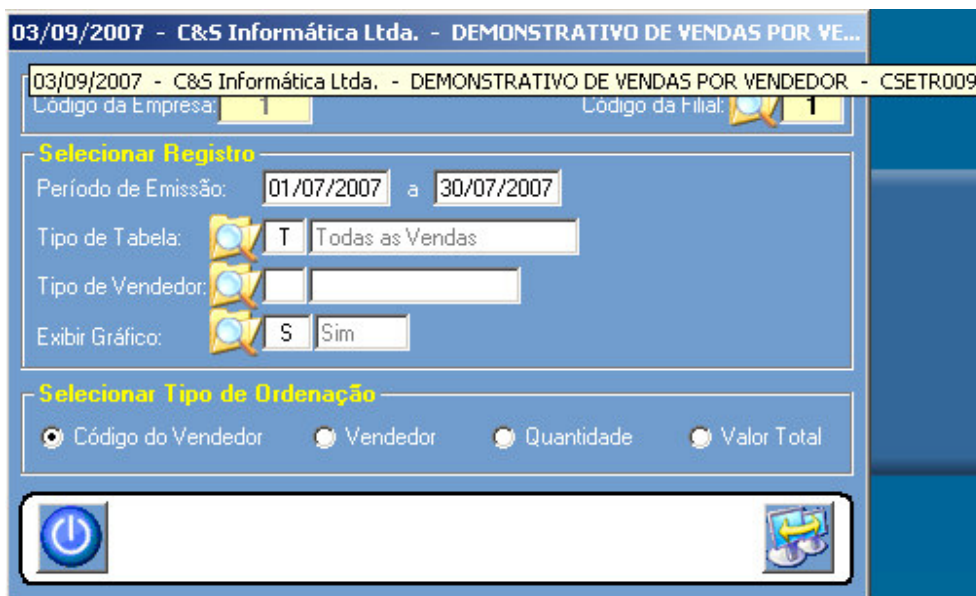 03/09/2007 - C&S Informática Ltda. - DEMONSTRATIVO DE VENDAS POR VE...
03/09/2007 - C&S Informática Ltda. - DEMONSTRATIVO DE VENDAS POR VENDEDOR - CSETR009
Código da Empresa: 1 Código da Filial: 1
Selecionar Registro
Período de Emissão: 01/07/2007 a 30/07/2007
Tipo de Tabela: T Todas as Vendas
Tipo de Vendedor:
Exibir Gráfico: S Sim
Selecionar Tipo de Ordenação
Código do Vendedor Vendedor Quantidade Valor Total